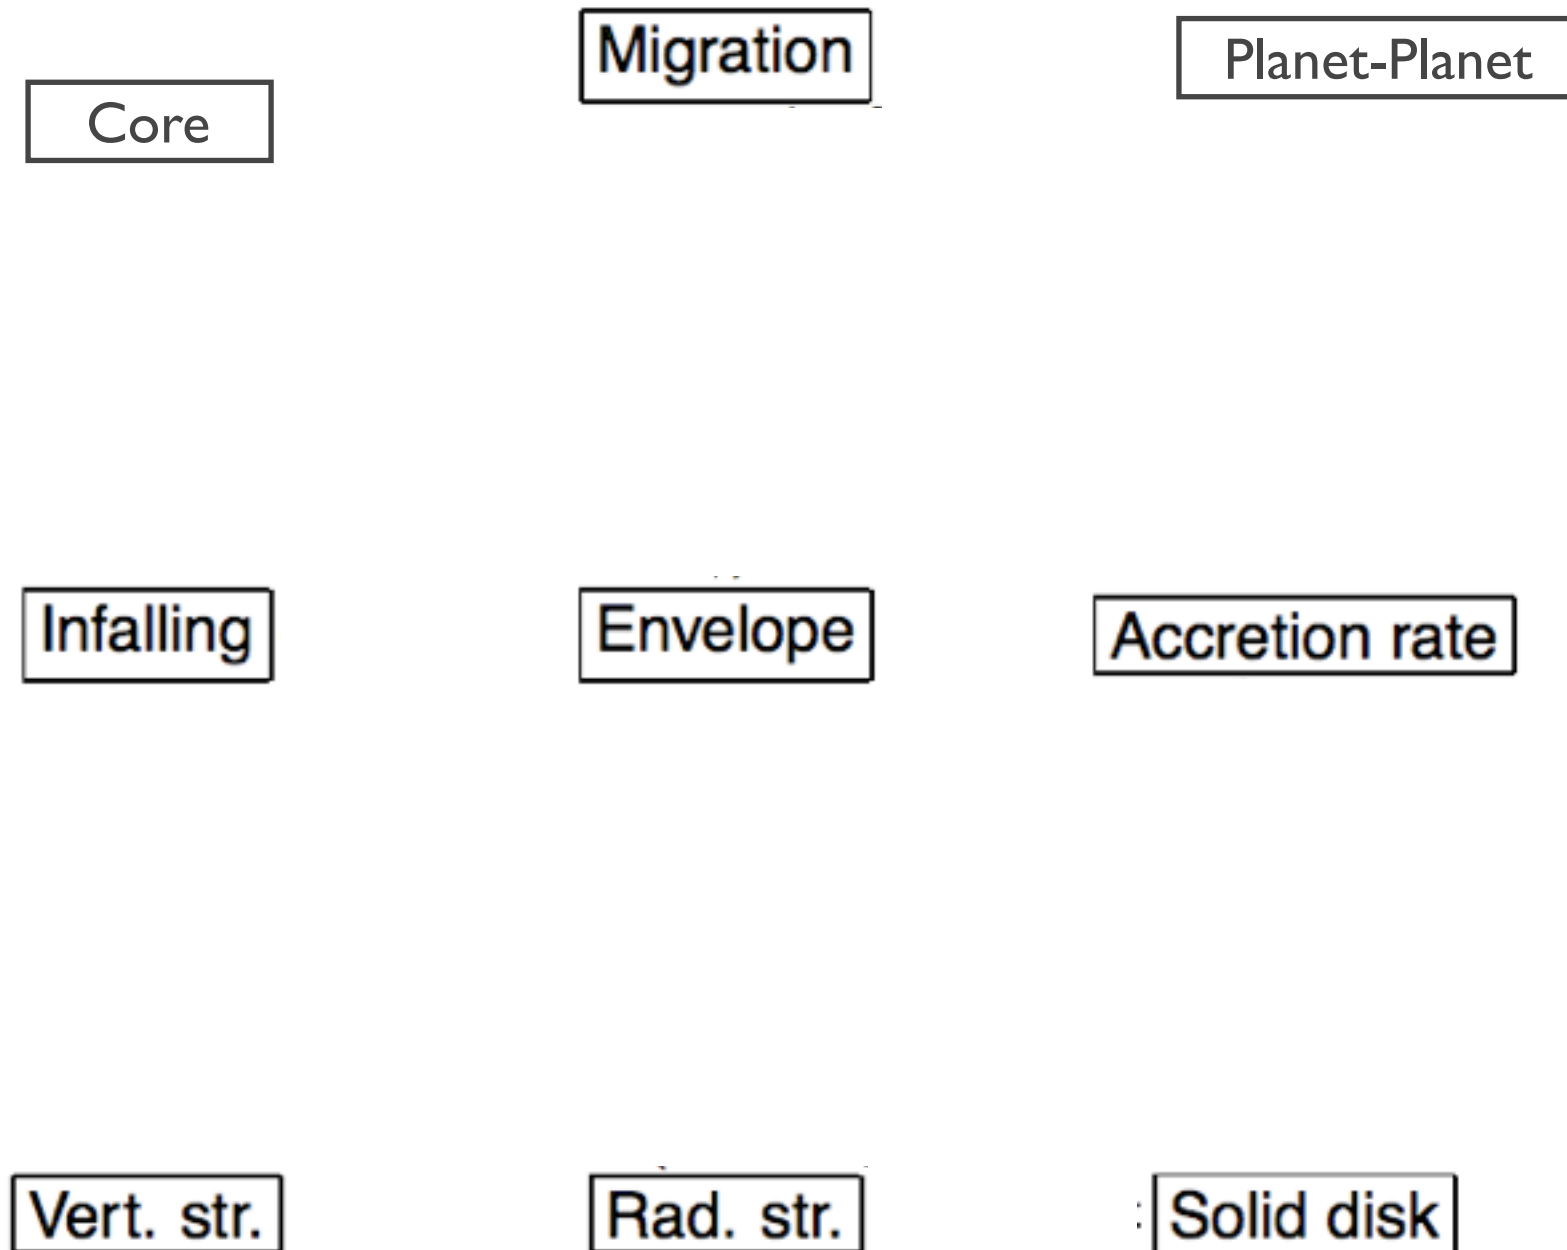 Migration
Planet-Planet
Core
Infalling
Envelope
Accretion rate
Vert. str.
Rad. str.
Solid disk